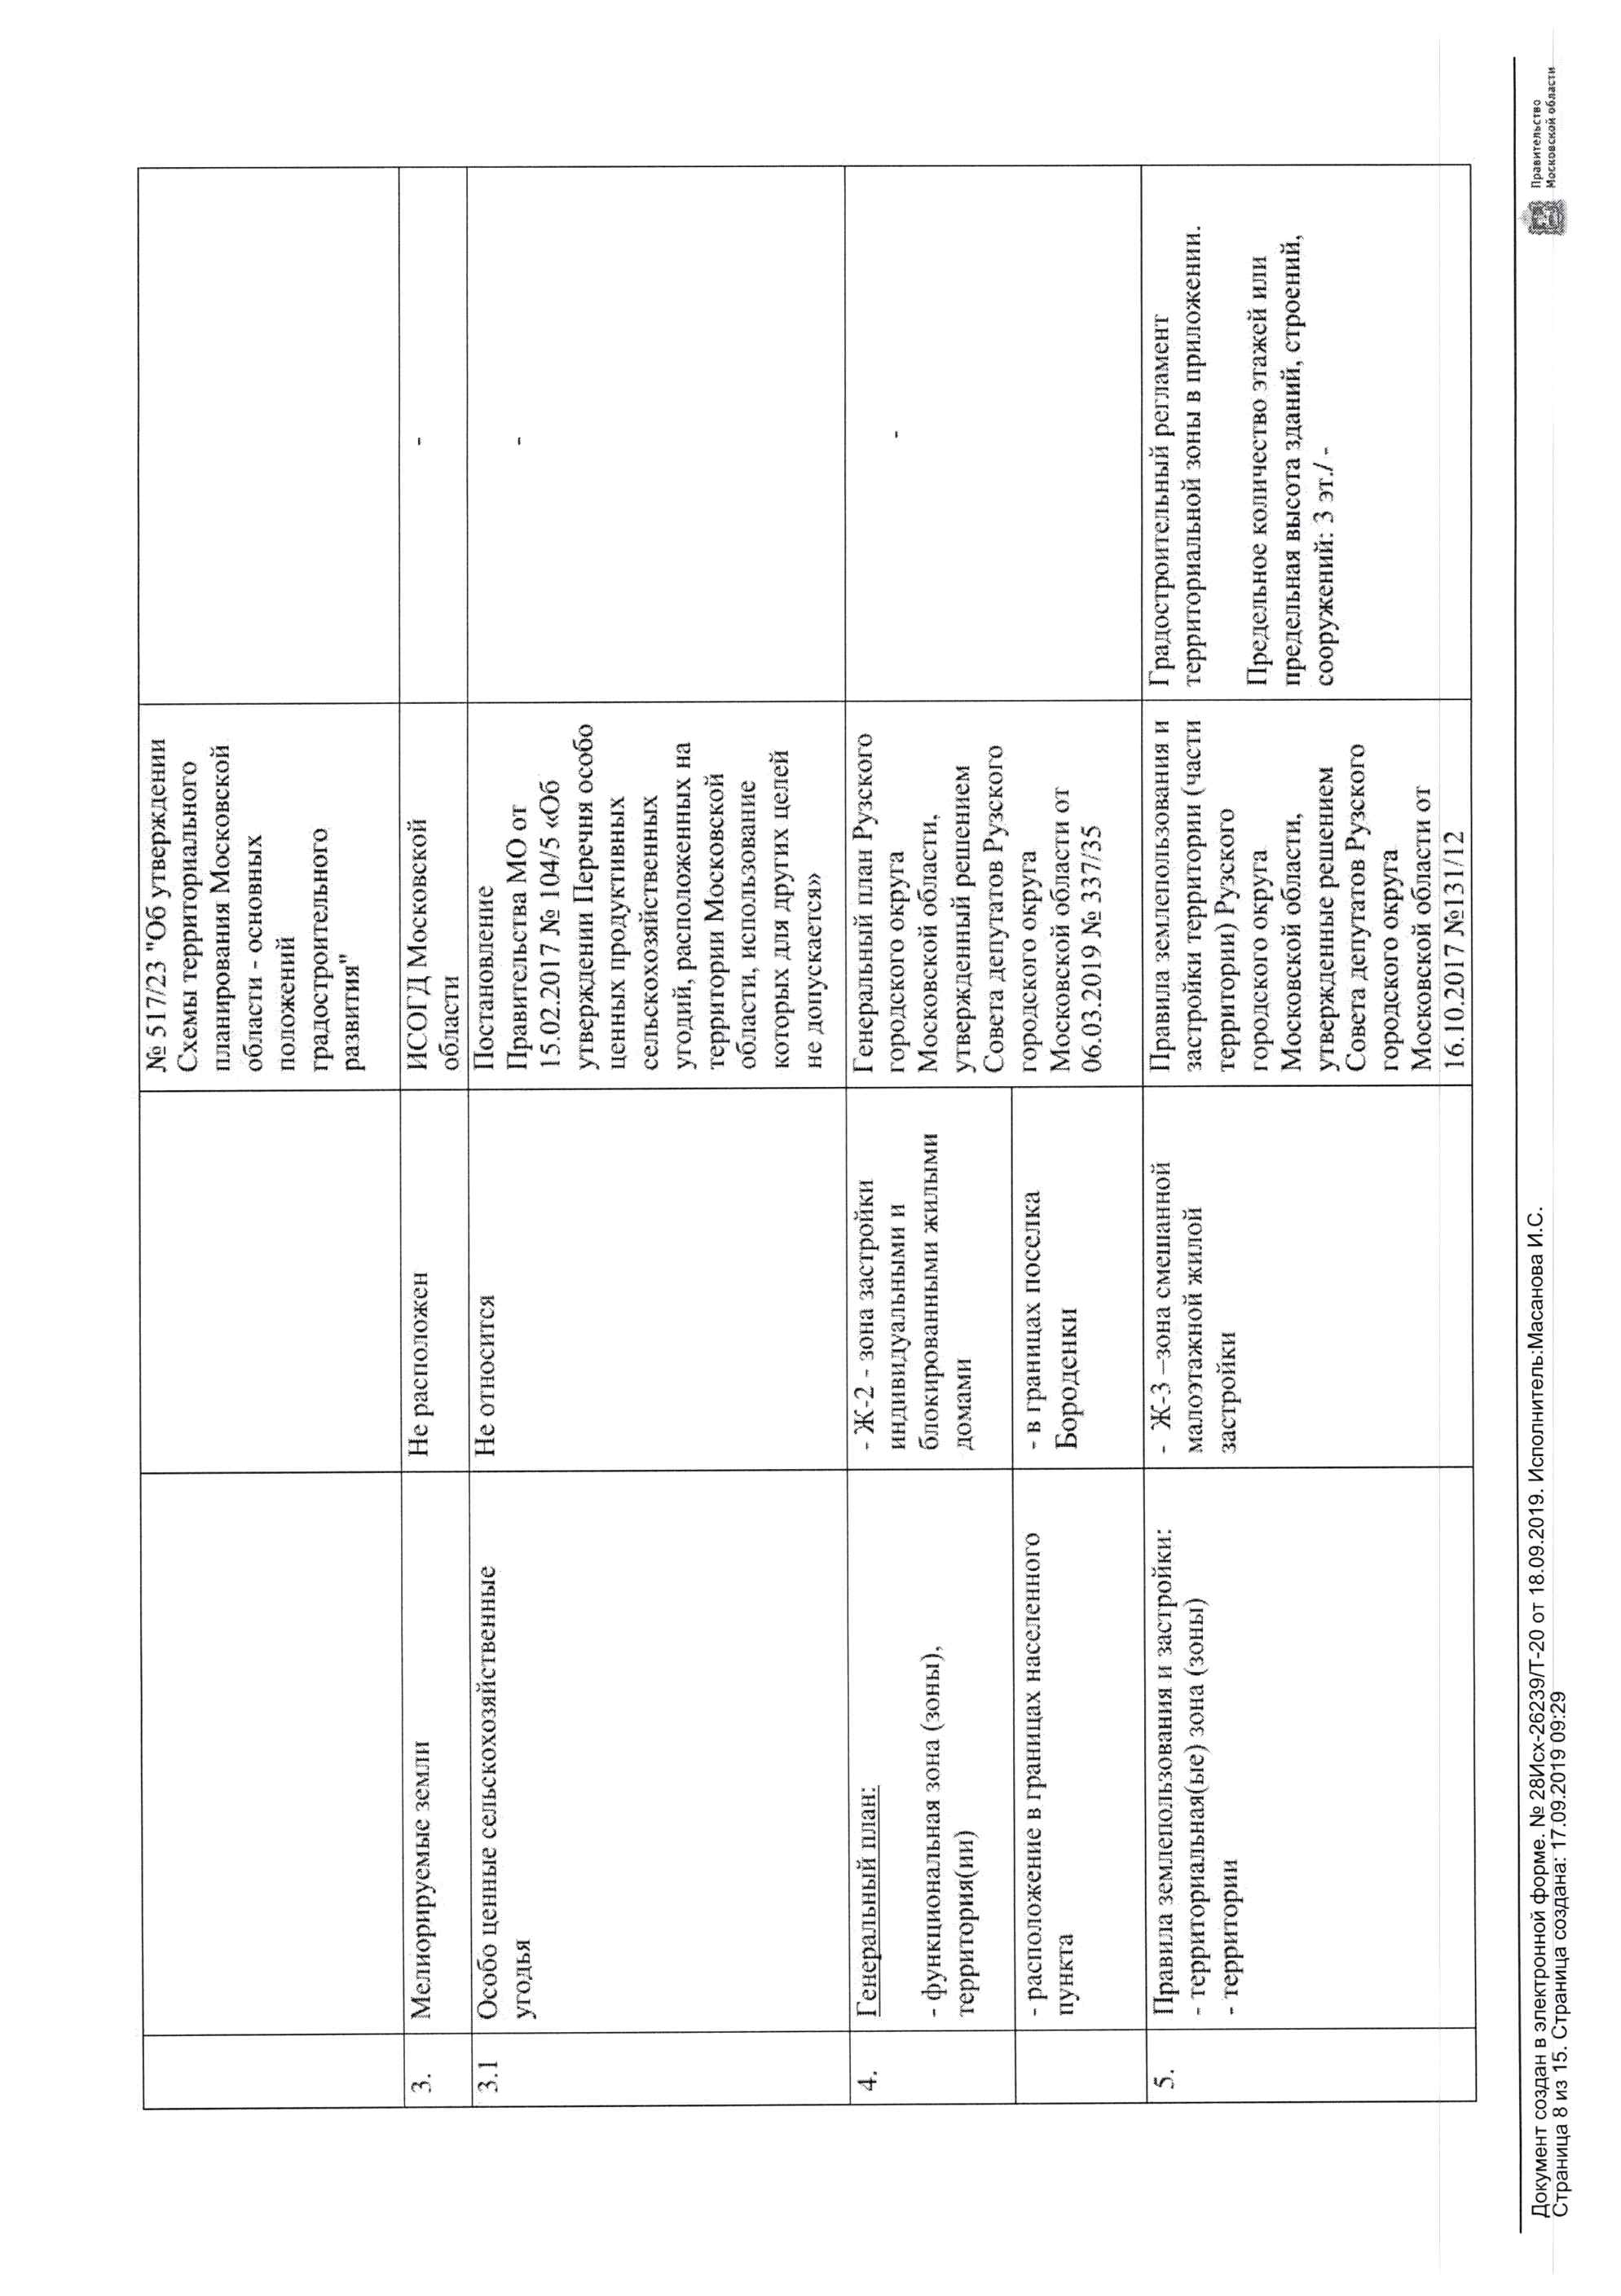 № 517/23 "Об утверждении
Схемы территориального
планирования Московской
области - основных
положений
градостроительного
развития"
3.
Мелиорируемые земли
Не расположен
ИСОГД Московской
области
-
3.1
Особо ценные сельскохозяйственные
угодья
Не относится
Постановление
Правительства МО от
15.02.2017 № 104/5 «Об
утверждении Перечня особо
ценных продуктивных
сельскохозяйственных
угодий, расположенных на
территории Московской
области, использование
которых для других целей
не допускается»
-
4.
Генеральный план:
- функциональная зона (зоны),
территория(ии)
- Ж-2 - зона застройки
индивидуальными и
блокированными жилыми
домами
Генеральный план Рузского
городского округа
Московской области,
утвержденный решением
Совета депутатов Рузского
городского округа
Московской области от
06.03.2019 № 337/35
-
- расположение в границах населенного
пункта
- в границах поселка
Бороденки
5.
Правила землепользования и застройки:
- территориальная(ые) зона (зоны)
- территории
- Ж-3 –зона смешанной
малоэтажной жилой
застройки
Правила землепользования и
застройки территории (части
территории) Рузского
городского округа
Московской области,
утвержденные решением
Совета депутатов Рузского
городского округа
Московской области от
16.10.2017 №131/12
Градостроительный регламент
территориальной зоны в приложении.
Предельное количество этажей или
предельная высота зданий, строений,
сооружений: 3 эт./ -
Документ создан в электронной форме. № 28Исх-26239/Т-20 от 18.09.2019. Исполнитель:Масанова И.С.
Страница 8 из 15. Страница создана: 17.09.2019 09:29
Правительство
Московской области